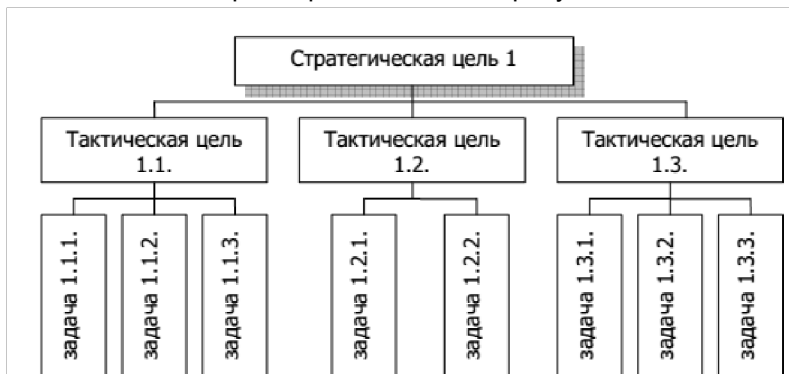 Стратегическая цель 1
Тактическая цель
1.1.
Тактическая цель
1.2.
Тактическая цель
1.3.
задача 1.1.1.
задача 1.1.2.
задача 1.1.3.
задача 1.2.1.
задача 1.2.2.
задача 1.3.1.
задача 1.3.2.
задача 1.3.3.